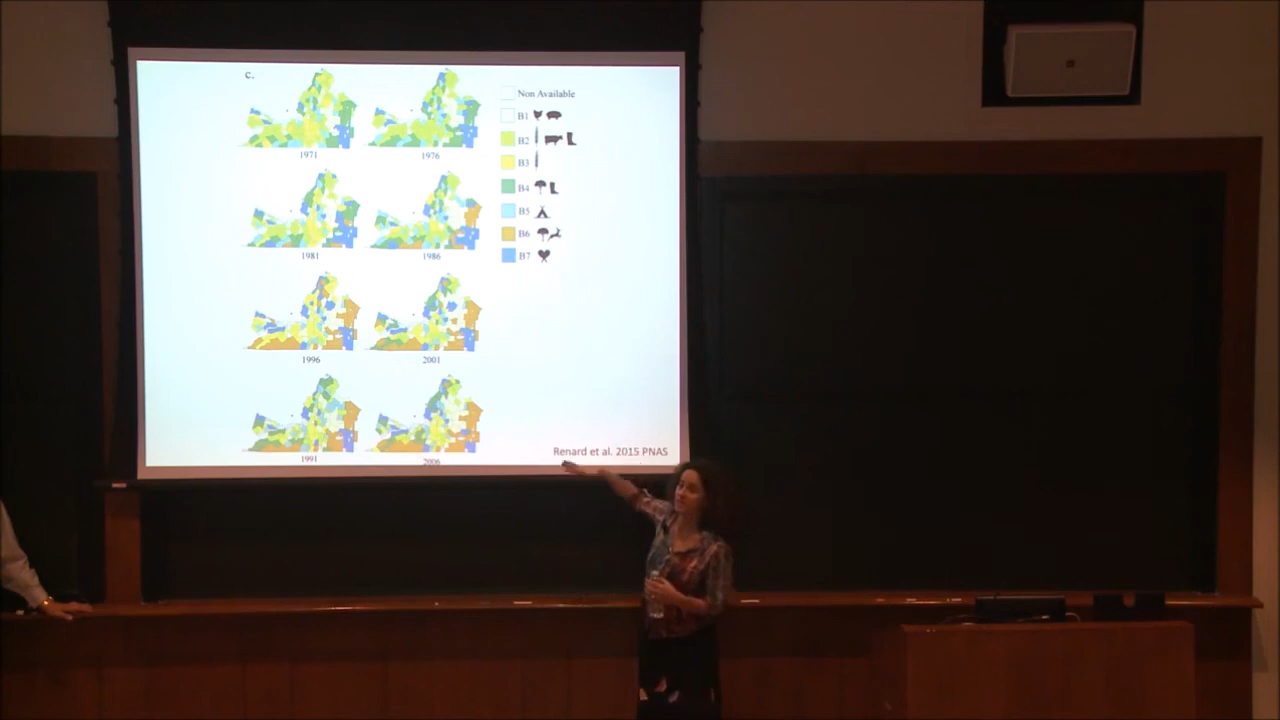 c.
1971 1976
1981 1986
1996 2001
1991 2006
Non Available
B1
B2
B3
B4
B5
B6
B7
Renard et al. 2015 PNAS